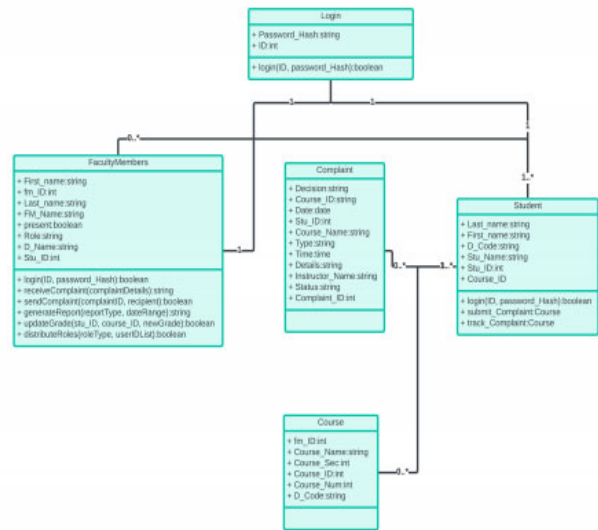 Login
+ Password_Hash:string
+ ID:int
+ login(ID, password_Hash):boolean
1
1
1
0..*
1..*
FacultyMembers
+ First_name:string
+ fm_ID:int
+ Last_name:string
+ FM_Name:string
+ present:boolean
+ Role:string
+ D_Name:string
+ Stu_ID:int
+ login(ID, password_Hash):boolean
+ receiveComplaint(complaintDetails):string
+ sendComplaint(complaintID, recipient):boolean
+ generateReport(reportType, dateRange):string
+ updateGrade(stu_ID, course_ID, newGrade):boolean
+ distributeRoles(roleType, userIDList):boolean
1
Complaint
+ Decision:string
+ Course_ID:string
+ Date:date
+ Stu_ID:int
+ Course_Name:string
+ Type:string
+ Time:time
+ Details:string
+ Instructor_Name:string
+ Status:string
+ Complaint_ID:int
0..*
Student
+ Last_name:string
+ First_name:string
+ D_Code:string
+ Stu_Name:string
+ Stu_ID:int
+ Course_ID
+ login(ID, password_Hash):boolean
+ submit_Complaint:Course
+ track_Complaint:Course
Course
+ fm_ID:int
+ Course_Name:string
+ Course_Sec:int
+ Course_ID:int
+ Course_Num:int
+ D_Code:string
0..*